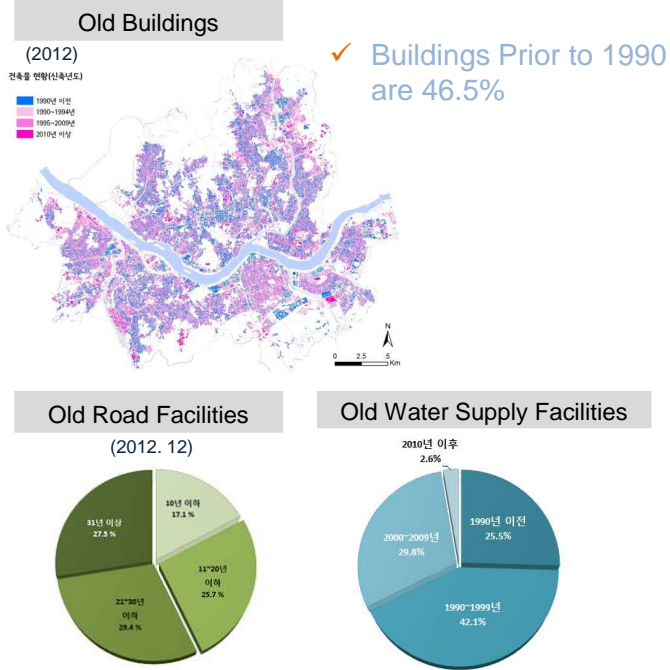 Old Buildings
(2012)
건축물 현황(신축년도)
1990년 이전
1990~1994년
1995~2009년
2010년 이상
✓ Buildings Prior to 1990
are 46.5%
N
0 2.5 5
Km
Old Road Facilities
(2012. 12)
10년 이하
17.1 %
11~20년
이하
25.7 %
21~30년
이하
29.4 %
31년 이상
27.5 %
Old Water Supply Facilities
2010년 이후
2.6%
1990년 이전
25.5%
1990~1999년
42.1%
2000~2009년
29.8%